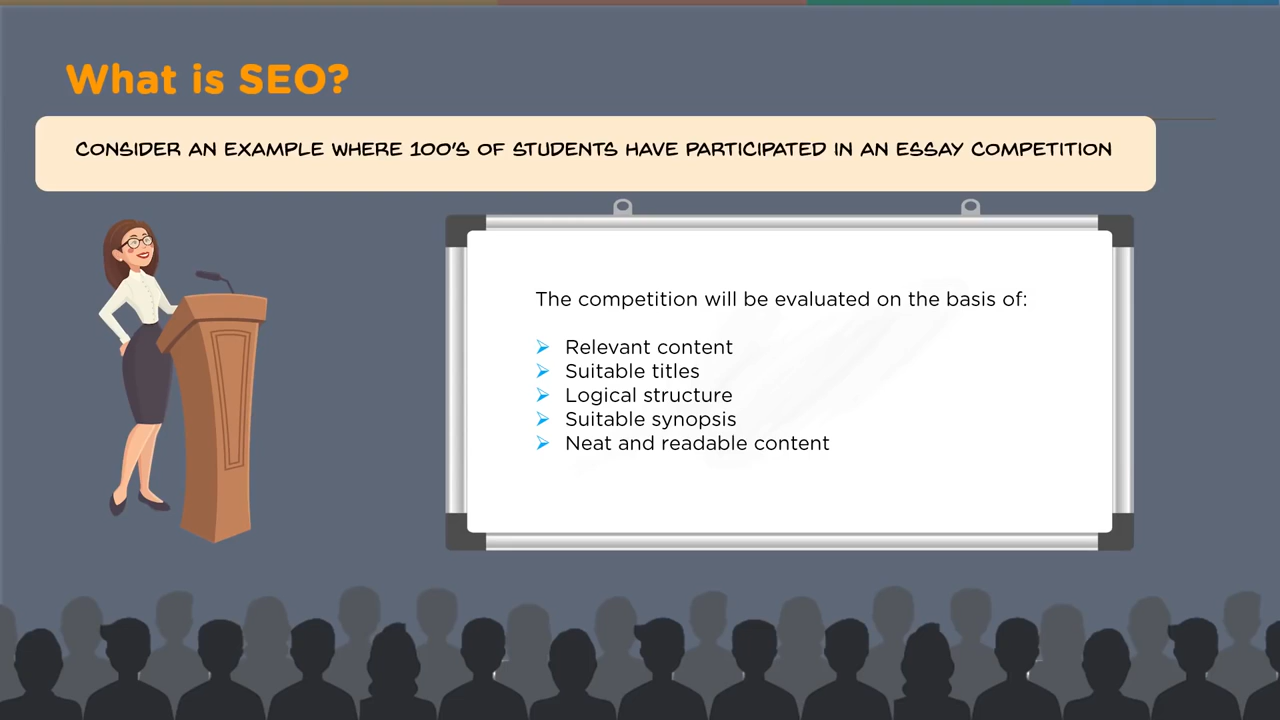 What is SEO?
CONSIDER AN EXAMPLE WHERE 100'S OF STUDENTS HAVE PARTICIPATED IN AN ESSAY COMPETITION
The competition will be evaluated on the basis of:
Relevant content
Suitable titles
Logical structure
Suitable synopsis
Neat and readable content